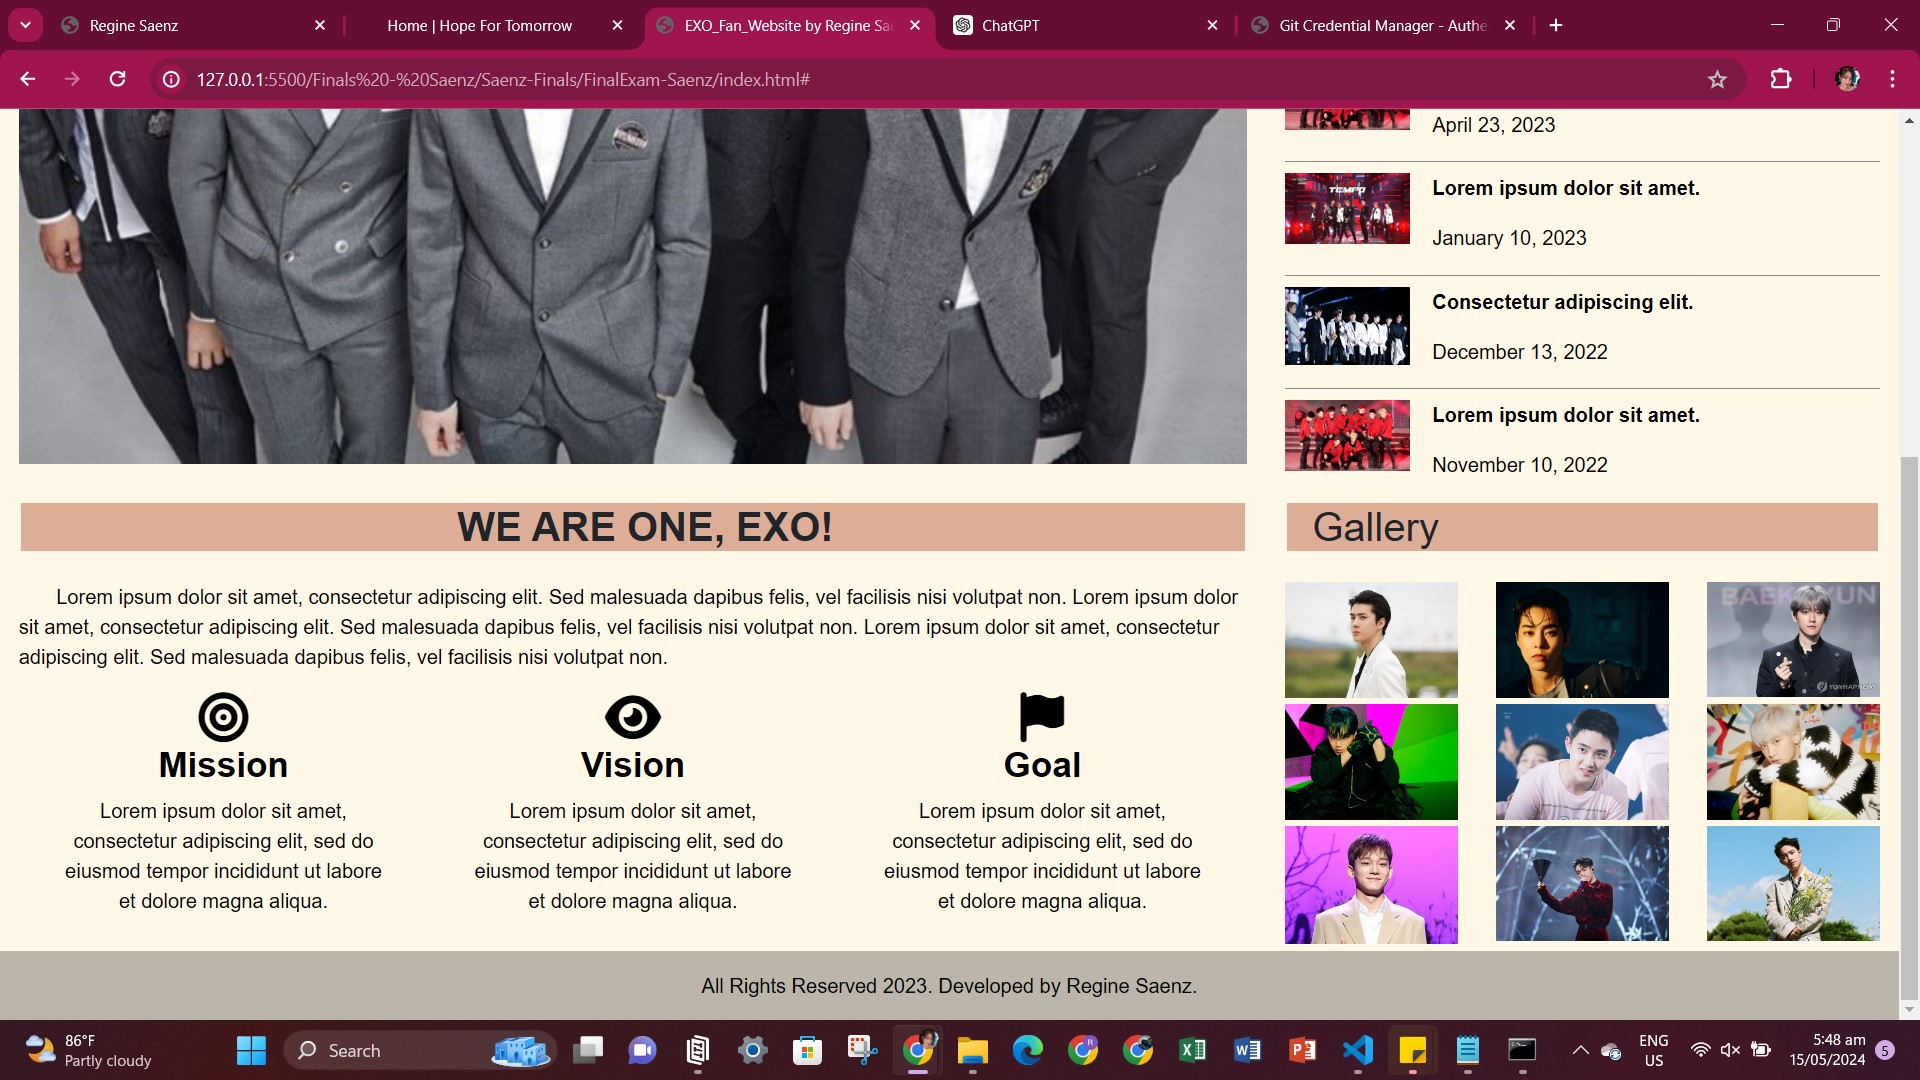 Regine Saenz
Home | Hope For Tomorrow
EXO_Fan_Website by Regine Sa
ChatGPT
Git Credential Manager - Authe
127.0.0.1:5500/Finals%20-%20Saenz/Saenz-Finals/FinalExam-Saenz/index.html#
April 23, 2023
TEMPO
Lorem ipsum dolor sit amet.
January 10, 2023
Consectetur adipiscing elit.
December 13, 2022
Lorem ipsum dolor sit amet.
November 10, 2022
WE ARE ONE, EXO!
Lorem ipsum dolor sit amet, consectetur adipiscing elit. Sed malesuada dapibus felis, vel facilisis nisi volutpat non. Lorem ipsum dolor
sit amet, consectetur adipiscing elit. Sed malesuada dapibus felis, vel facilisis nisi volutpat non. Lorem ipsum dolor sit amet, consectetur
adipiscing elit. Sed malesuada dapibus felis, vel facilisis nisi volutpat non.
Mission
Lorem ipsum dolor sit amet,
consectetur adipiscing elit, sed do
eiusmod tempor incididunt ut labore
et dolore magna aliqua.
Vision
Lorem ipsum dolor sit amet,
consectetur adipiscing elit, sed do
eiusmod tempor incididunt ut labore
et dolore magna aliqua.
Goal
Lorem ipsum dolor sit amet,
consectetur adipiscing elit, sed do
eiusmod tempor incididunt ut labore
et dolore magna aliqua.
Gallery
BAEKHYUN
YONHAP NEWS
All Rights Reserved 2023. Developed by Regine Saenz.
86°F
Partly cloudy
Search
ENG
US
5:48 am
15/05/2024
5